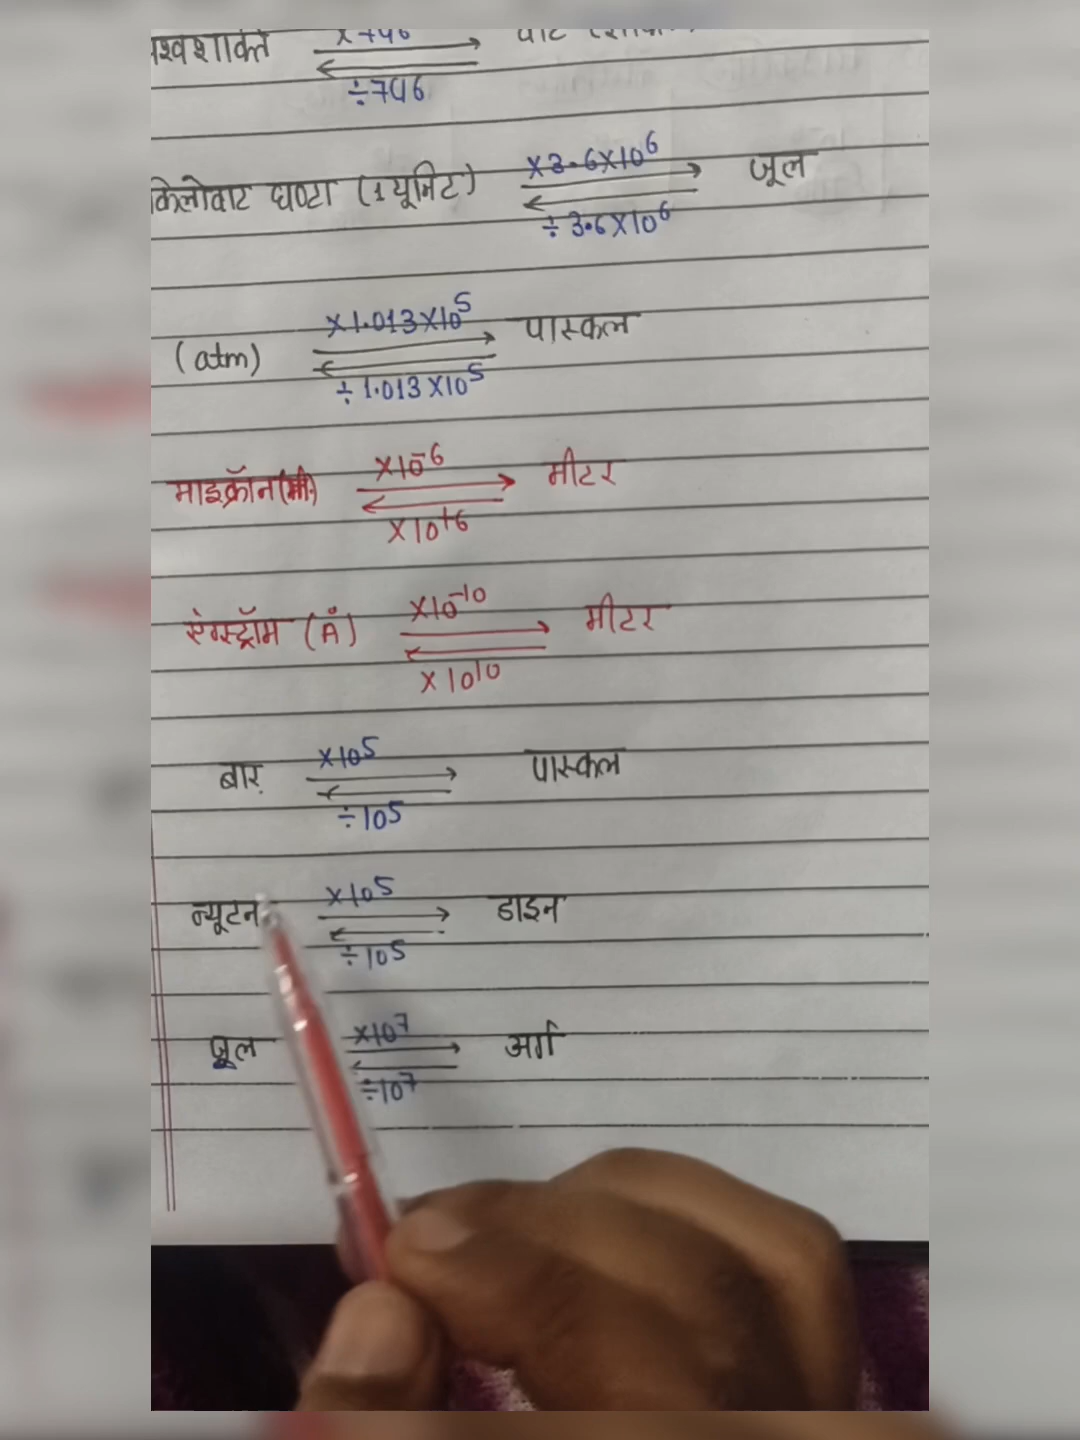 ×746
अश्वशक्ति ⇌ वाट
÷746
×3.6×10⁶
किलोवाट घण्टा (1 यूनिट) ⇌ जूल
÷3.6×10⁶
×1.013×10⁵
(atm) ⇌ पास्कल
÷1.013×10⁵
×10⁻⁶
माइक्रॉन ⇌ मीटर
×10⁺⁶
×10⁻¹⁰
एंग्स्ट्रॉम (Å) ⇌ मीटर
×10¹⁰
×10⁵
बार ⇌ पास्कल
÷10⁵
×10⁵
न्यूटन ⇌ डाइन
÷10⁵
×10⁷
जूल ⇌ अर्ग
÷10⁷